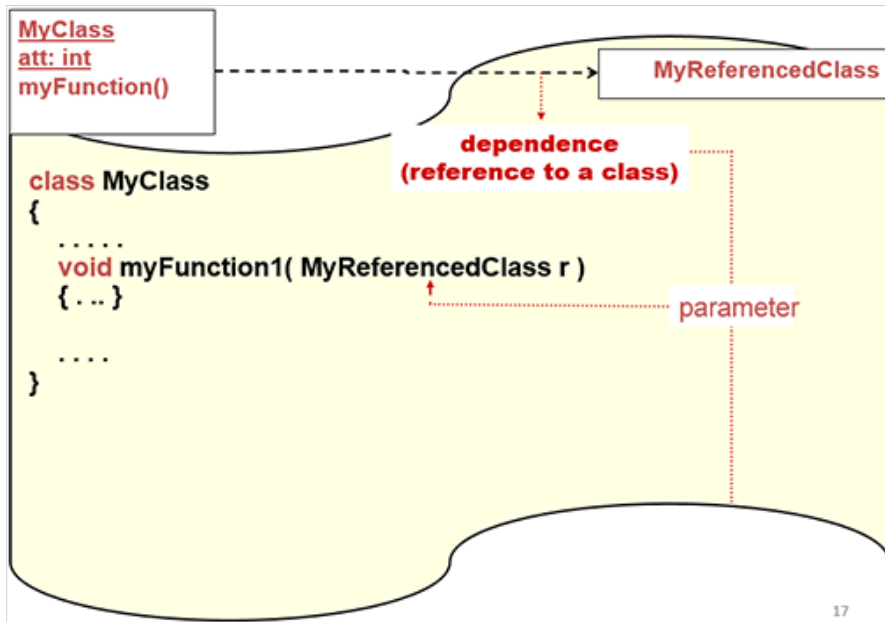 MyClass
att: int
myFunction()
MyReferencedClass
dependence
(reference to a class)
class MyClass
{
. . . . .
void myFunction1( MyReferencedClass r )
{ . .. }
parameter
. . . .
}
17